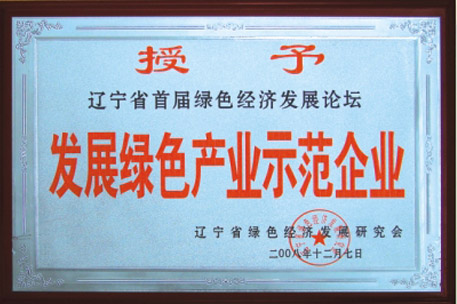 授予
辽宁省首届绿色经济发展论坛
发展绿色产业示范企业
辽宁省绿色经济发展研究会
二00八年十二月七日